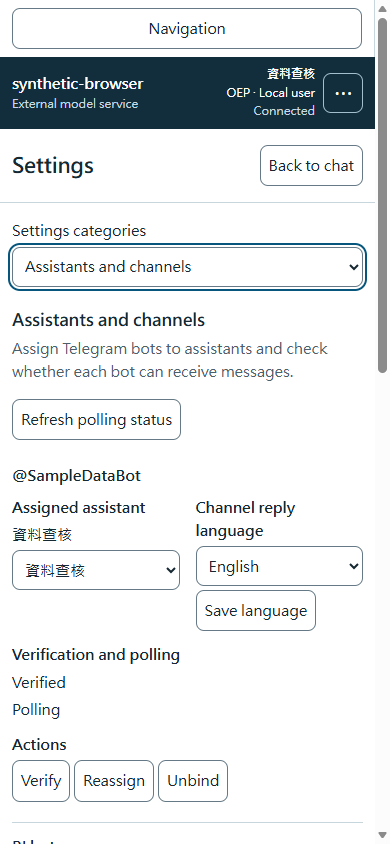 Navigation
synthetic-browser
External model service
資料查核
OEP · Local user
Connected
···
Settings
Back to chat
Settings categories
Assistants and channels
Assistants and channels
Assign Telegram bots to assistants and check
whether each bot can receive messages.
Refresh polling status
@SampleDataBot
Assigned assistant
資料查核
資料查核
Channel reply
language
English
Save language
Verification and polling
Verified
Polling
Actions
Verify
Reassign
Unbind